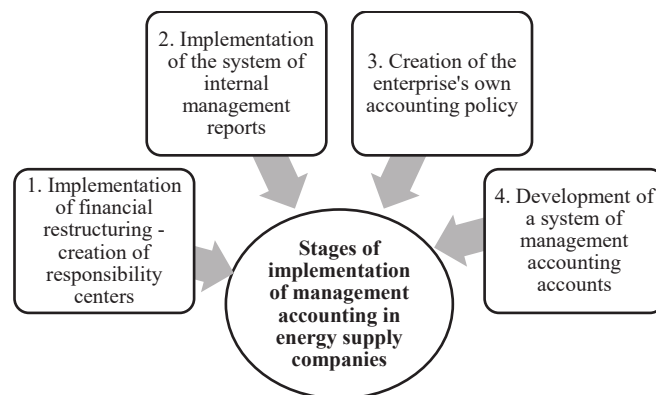 1. Implementation
of financial
restructuring -
creation of
responsibility
centers
2. Implementation
of the system of
internal
management
reports
3. Creation of the
enterprise's own
accounting policy
4. Development of
a system of
management
accounting
accounts
Stages of
implementation
of management
accounting in
energy supply
companies